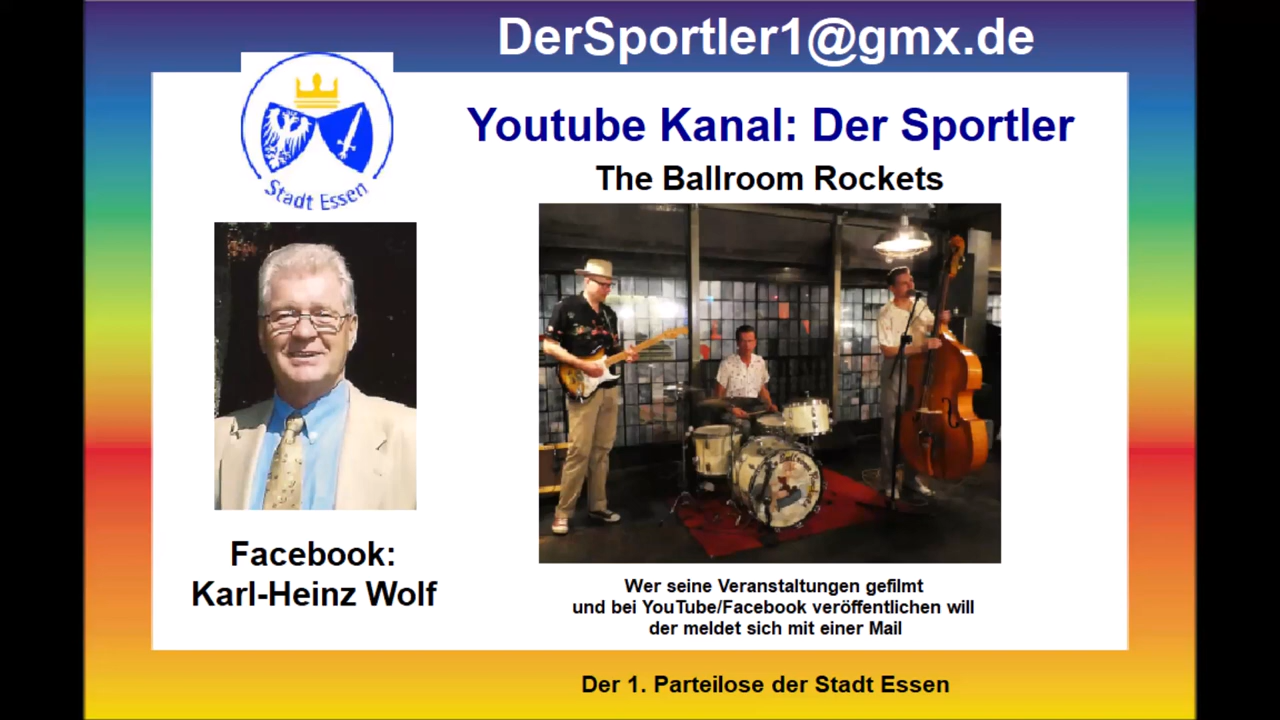 DerSportler1@gmx.de
Youtube Kanal: Der Sportler
The Ballroom Rockets
Stadt Essen
Facebook:
Karl-Heinz Wolf
Ballroom
Wer seine Veranstaltungen gefilmt
und bei YouTube/Facebook veröffentlichen will
der meldet sich mit einer Mail
Der 1. Parteilose der Stadt Essen